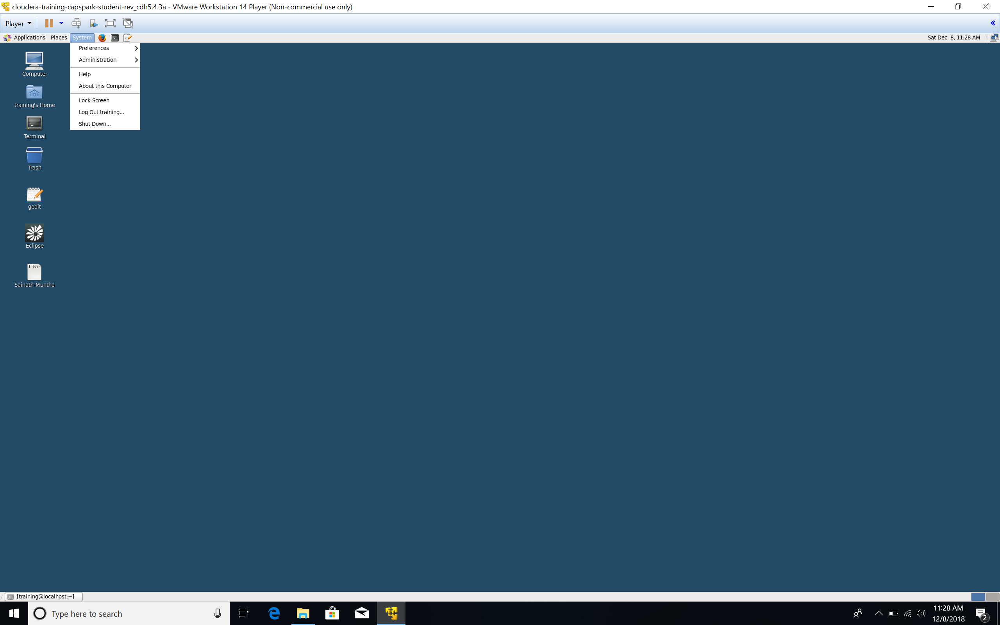 cloudera-training-capspark-student-rev_cdh5.4.3a - VMware Workstation 14 Player (Non-commercial use only)
Player
Applications Places System Sat Dec 8, 11:28 AM
Preferences
Administration
Help
About this Computer
Lock Screen
Log Out training...
Shut Down...
Computer
training's Home
Terminal
Trash
gedit
Eclipse
I lov
Sainath-Muntha
[training@localhost:~]
Type here to search
11:28 AM
12/8/2018
2